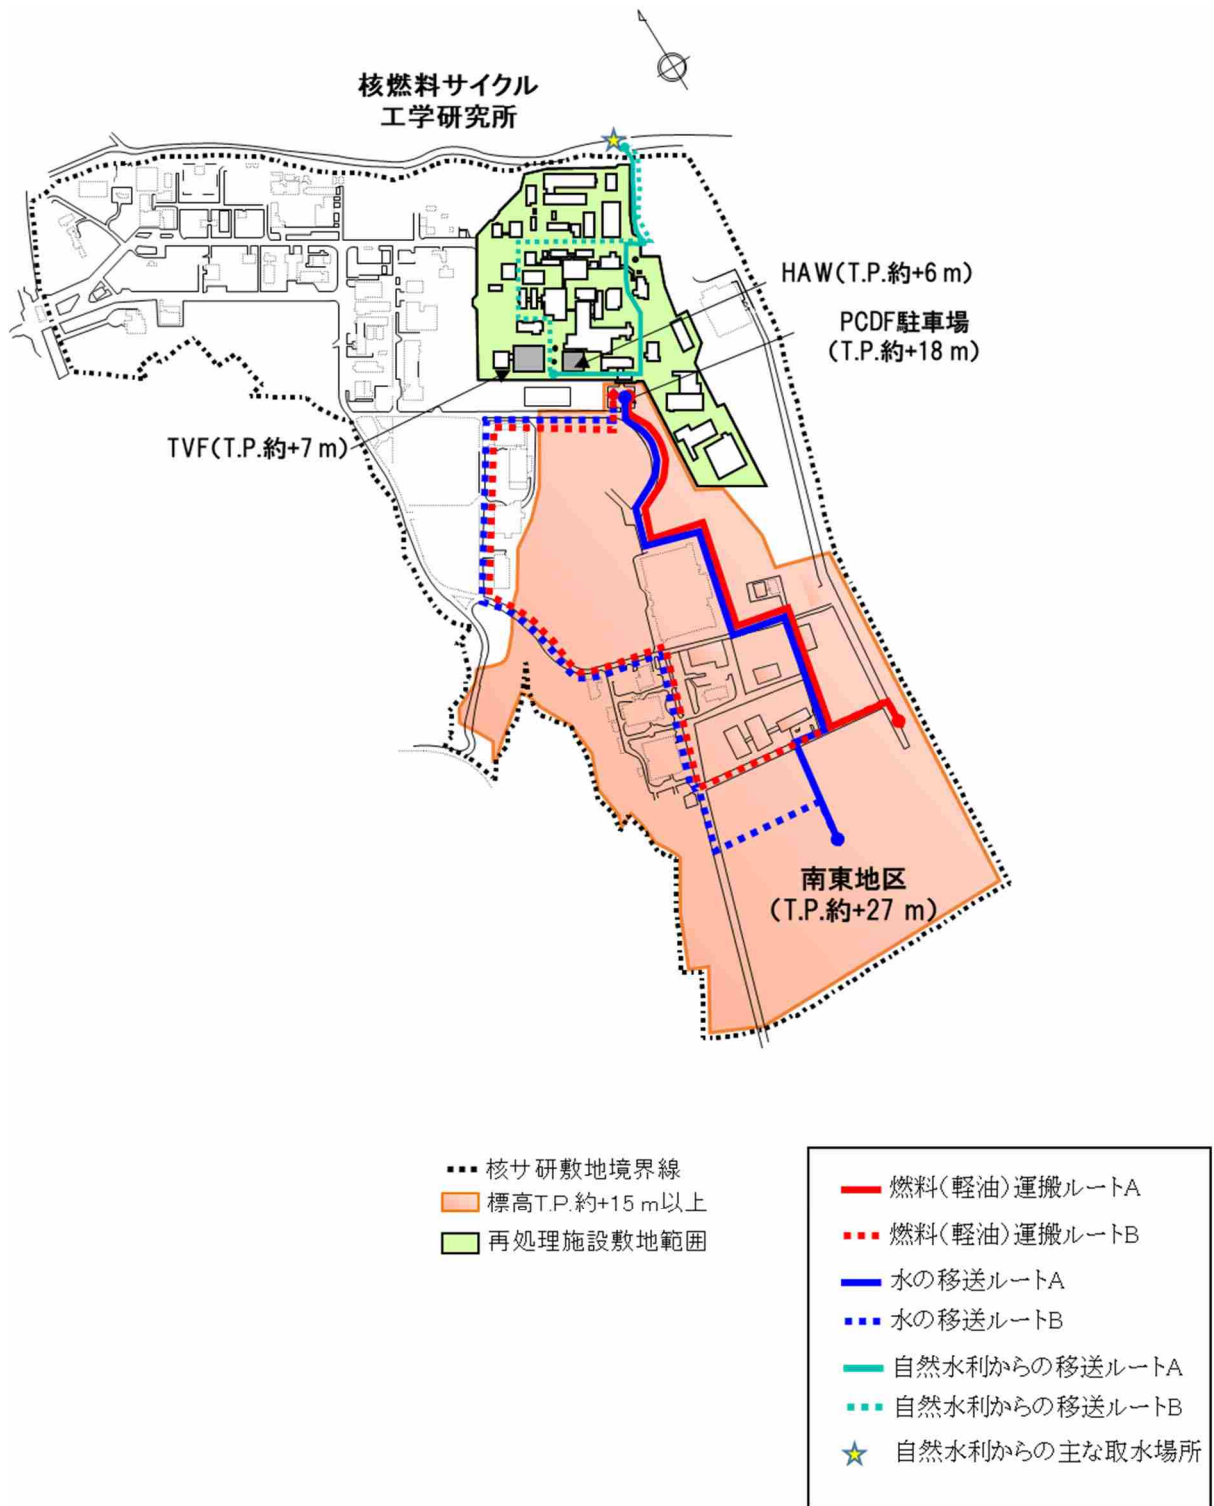 核燃料サイクル
工学研究所
HAW(T.P.約+6 m)
PCDF駐車場
(T.P.約+18 m)
TVF(T.P.約+7 m)
南東地区
(T.P.約+27 m)
核サ研敷地境界線
標高T.P.約+15 m以上
再処理施設敷地範囲
燃料(軽油)運搬ルートA
燃料(軽油)運搬ルートB
水の移送ルートA
水の移送ルートB
自然水利からの移送ルートA
自然水利からの移送ルートB
自然水利からの主な取水場所